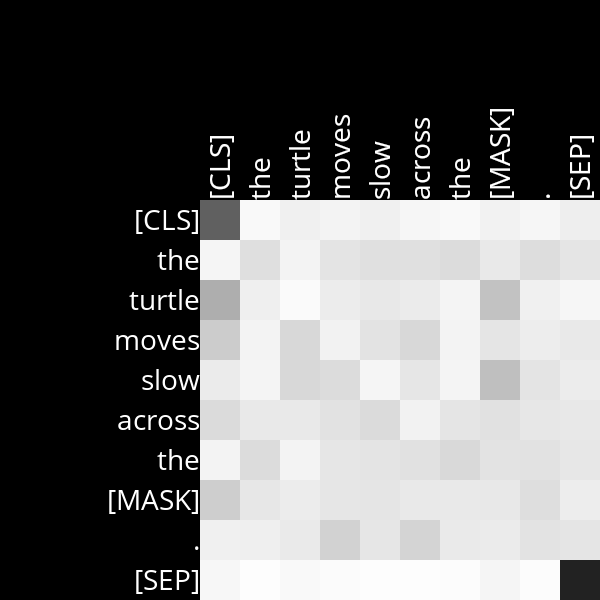 [CLS] the turtle moves slow across the [MASK] . [SEP]
[CLS]
the
turtle
moves
slow
across
the
[MASK]
.
[SEP]